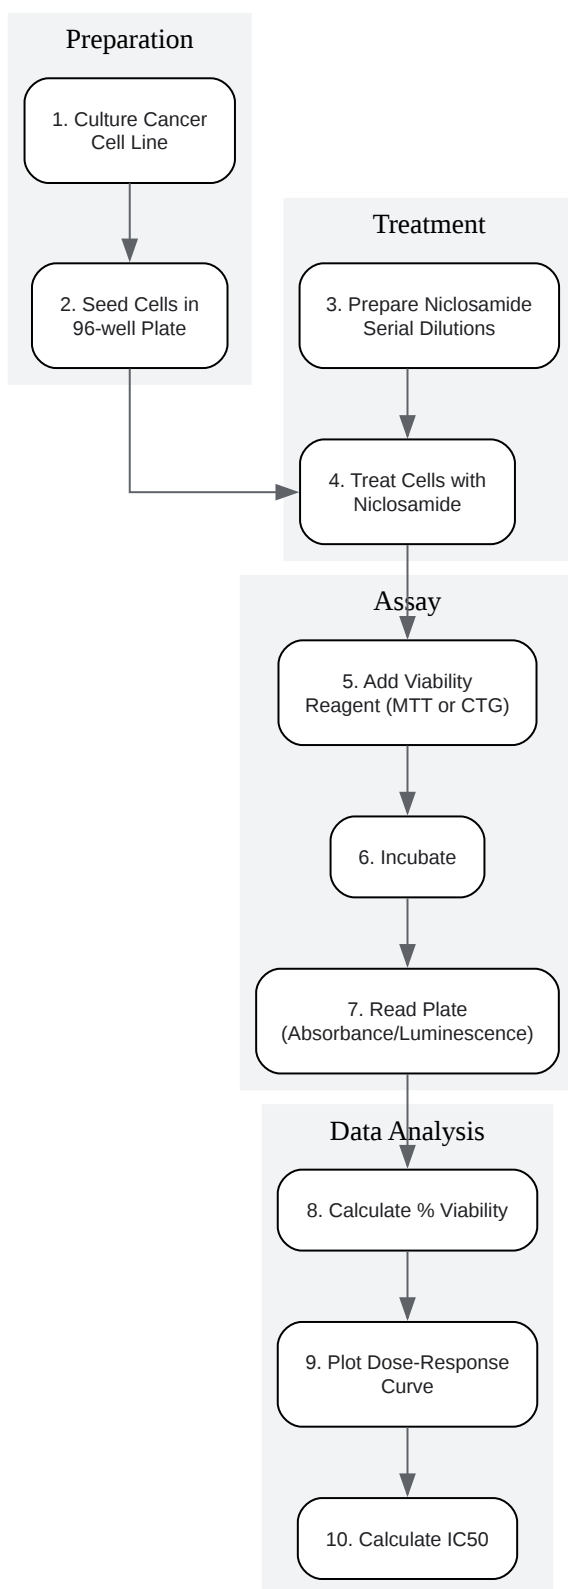 Preparation
1. Culture Cancer
Cell Line
2. Seed Cells in
96-well Plate
Treatment
3. Prepare Niclosamide
Serial Dilutions
4. Treat Cells with
Niclosamide
Assay
5. Add Viability
Reagent (MTT or CTG)
6. Incubate
7. Read Plate
(Absorbance/Luminescence)
Data Analysis
8. Calculate % Viability
9. Plot Dose-Response
Curve
10. Calculate IC50